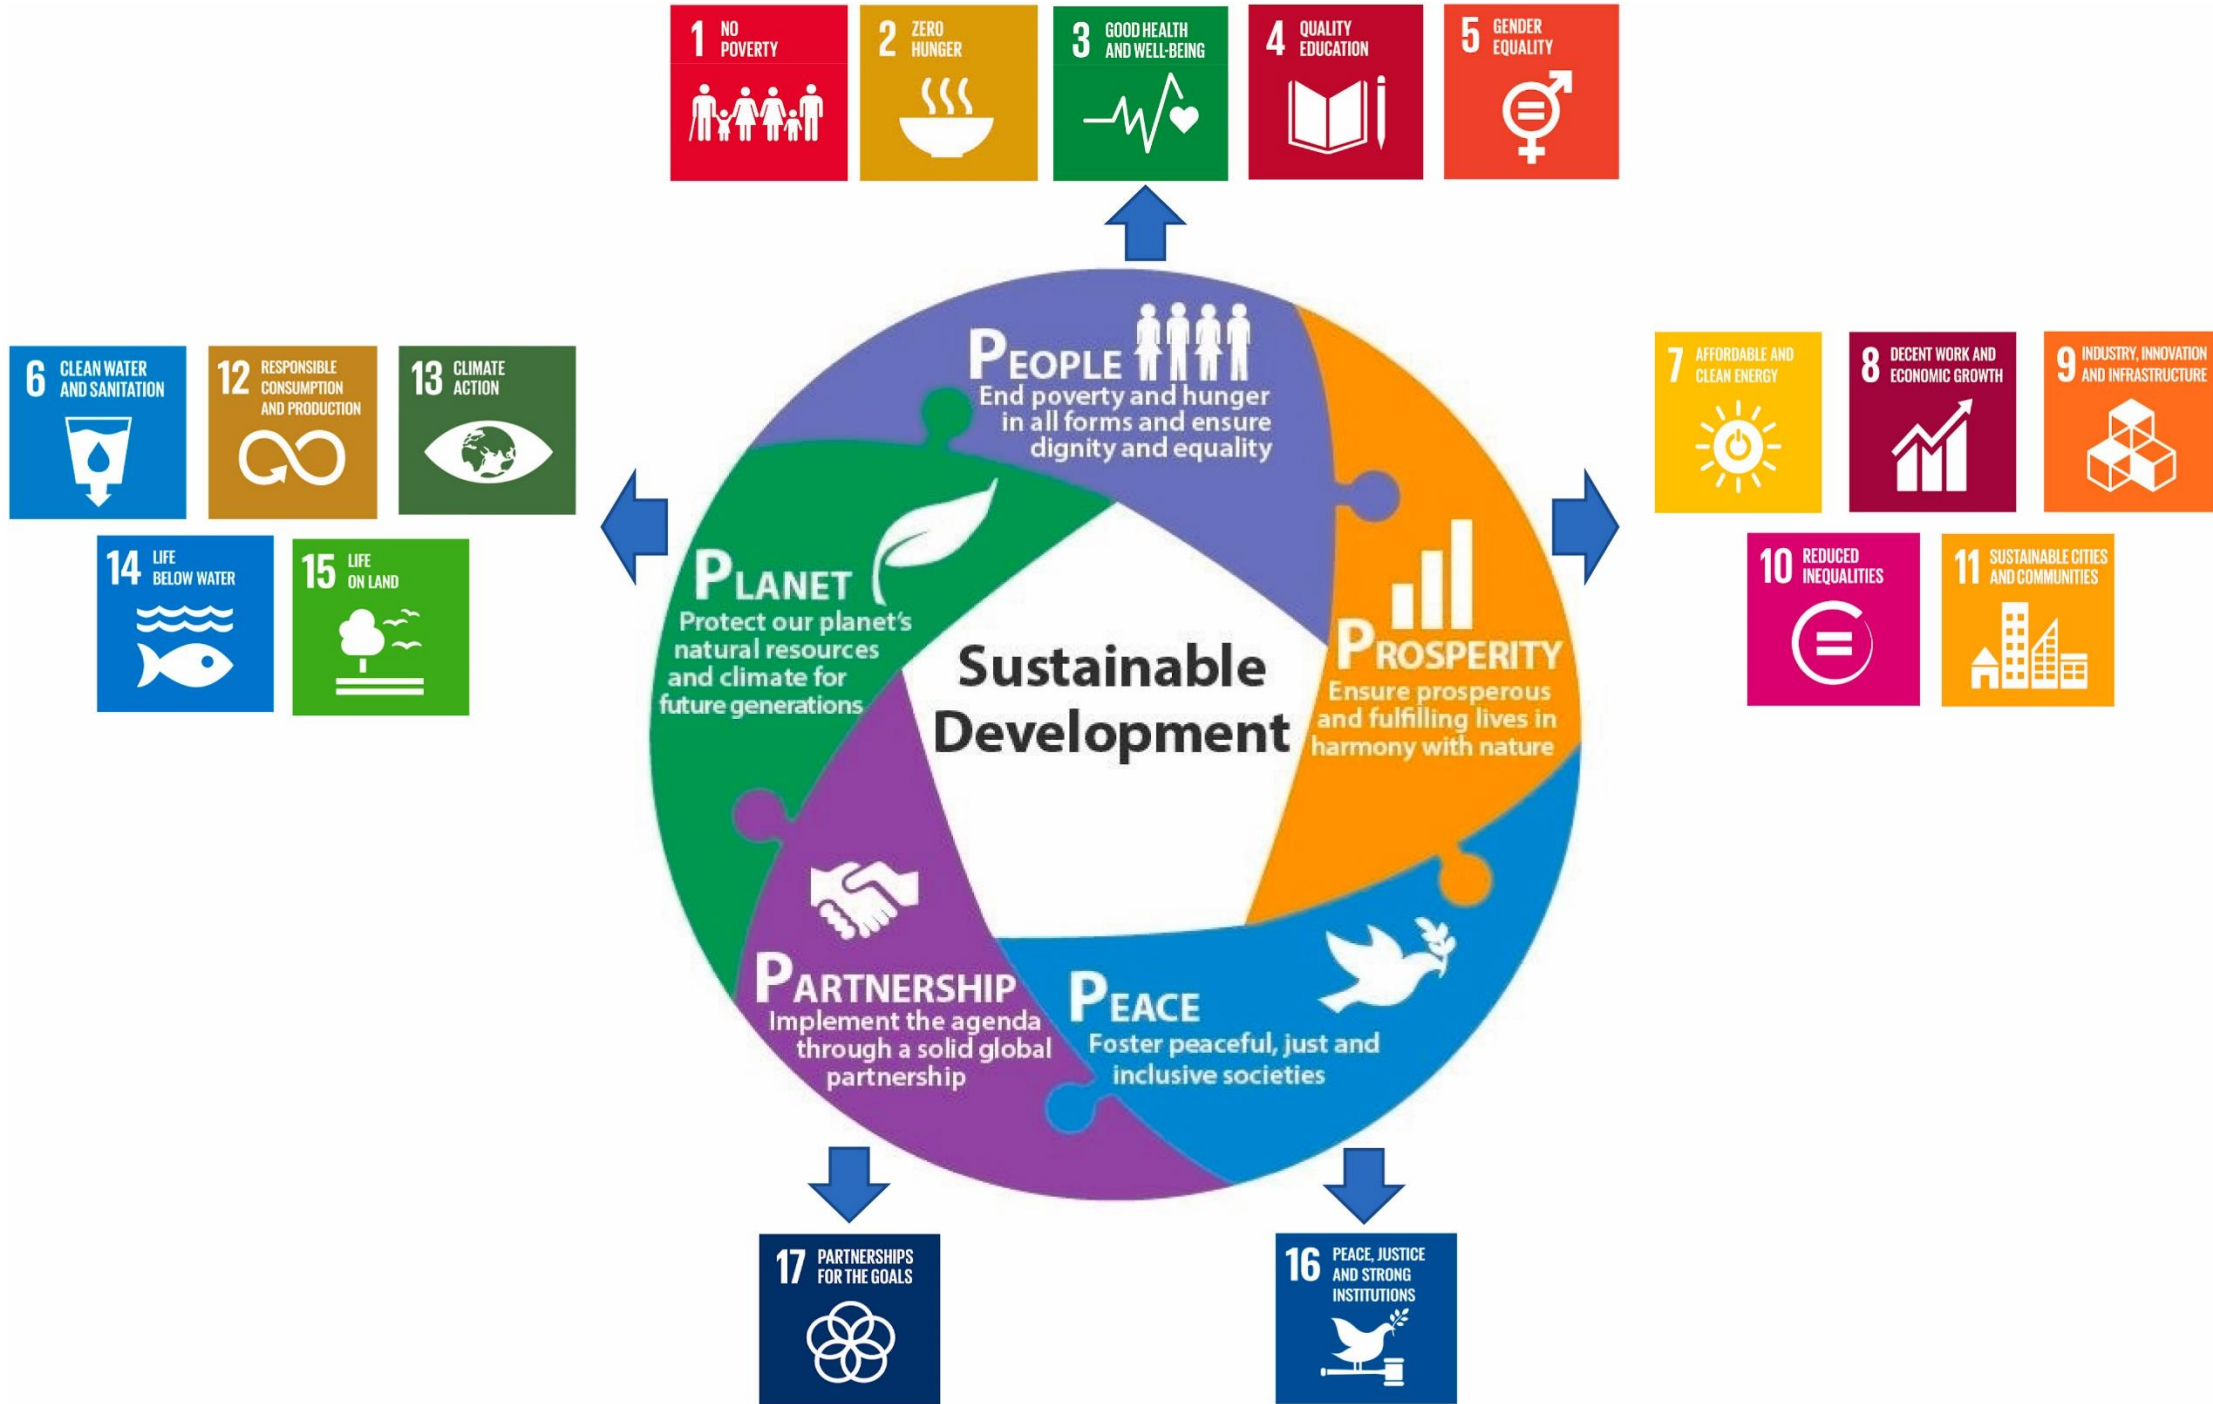 1 NO
POVERTY
2 ZERO
HUNGER
3 GOOD HEALTH
AND WELL-BEING
4 QUALITY
EDUCATION
5 GENDER
EQUALITY
6 CLEAN WATER
AND SANITATION
12 RESPONSIBLE
CONSUMPTION
AND PRODUCTION
13 CLIMATE
ACTION
14 LIFE
BELOW WATER
15 LIFE
ON LAND
PEOPLE
End poverty and hunger
in all forms and ensure
dignity and equality
7 AFFORDABLE AND
CLEAN ENERGY
8 DECENT WORK AND
ECONOMIC GROWTH
9 INDUSTRY, INNOVATION
AND INFRASTRUCTURE
10 REDUCED
INEQUALITIES
11 SUSTAINABLE CITIES
AND COMMUNITIES
PLANET
Protect our planet's
natural resources
and climate for
future generations
Sustainable
Development
PROSPERITY
Ensure prosperous
and fulfilling lives in
harmony with nature
PARTNERSHIP
Implement the agenda
through a solid global
partnership
PEACE
Foster peaceful, just and
inclusive societies
17 PARTNERSHIPS
FOR THE GOALS
16 PEACE, JUSTICE
AND STRONG
INSTITUTIONS